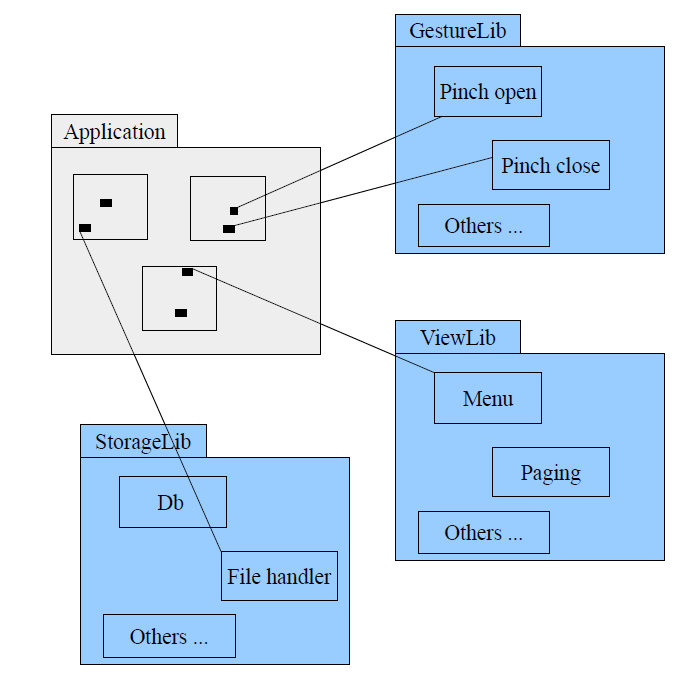 Application
GestureLib
Pinch open
Pinch close
Others ...
ViewLib
Menu
Paging
Others ...
StorageLib
Db
File handler
Others ...